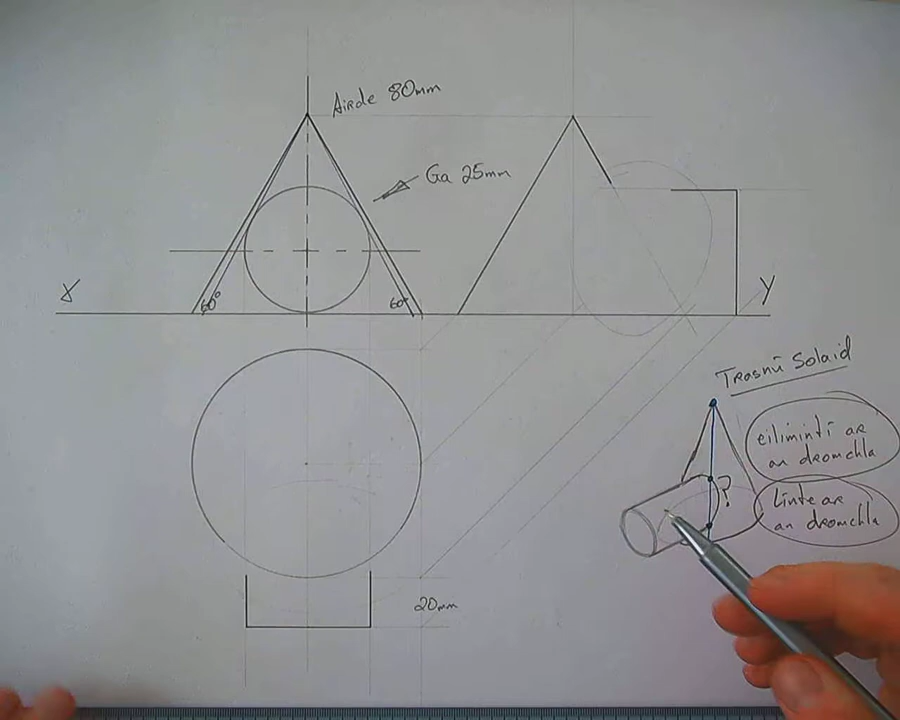 Airde 80mm
Ga 25mm
60°
60°
X
Y
Trasnú Solaid
eilimintí ar
an dromchla
?
Línte ar
an dromchla
20mm